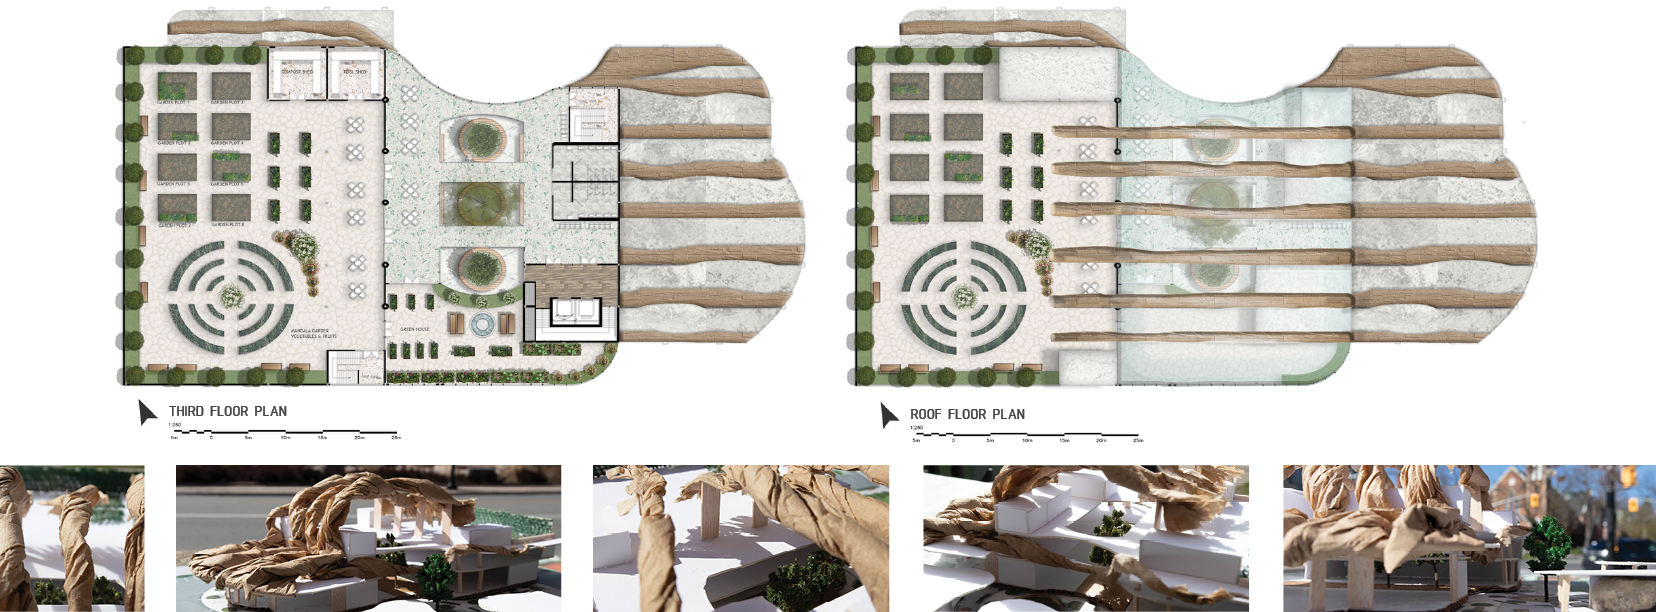 COMPOST SHED
TOOL SHED
GARDEN PLOT 1
GARDEN PLOT 2
GARDEN PLOT 3
GARDEN PLOT 4
GARDEN PLOT 5
GARDEN PLOT 6
GARDEN PLOT 7
GARDEN PLOT 8
GREEN HOUSE
MANDALA GARDEN
VEGETABLES & FRUITS
THIRD FLOOR PLAN
1:250
5m 0 5m 10m 15m 20m 25m
ROOF FLOOR PLAN
1:250
5m 0 5m 10m 15m 20m 25m